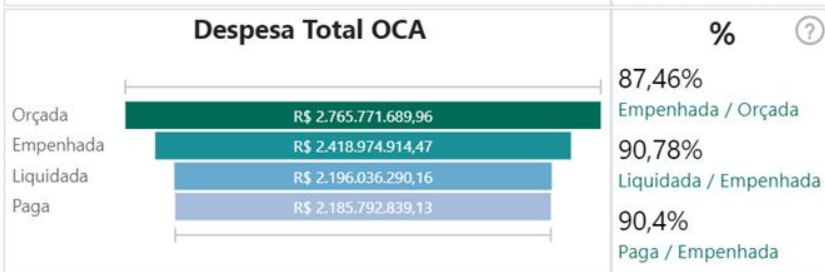 Despesa Total OCA
Orçada
R$ 2.765.771.689,96
Empenhada
R$ 2.418.974.914,47
Liquidada
R$ 2.196.036.290,16
Paga
R$ 2.185.792.839,13
%
?
87,46%
Empenhada / Orçada
90,78%
Liquidada / Empenhada
90,4%
Paga / Empenhada